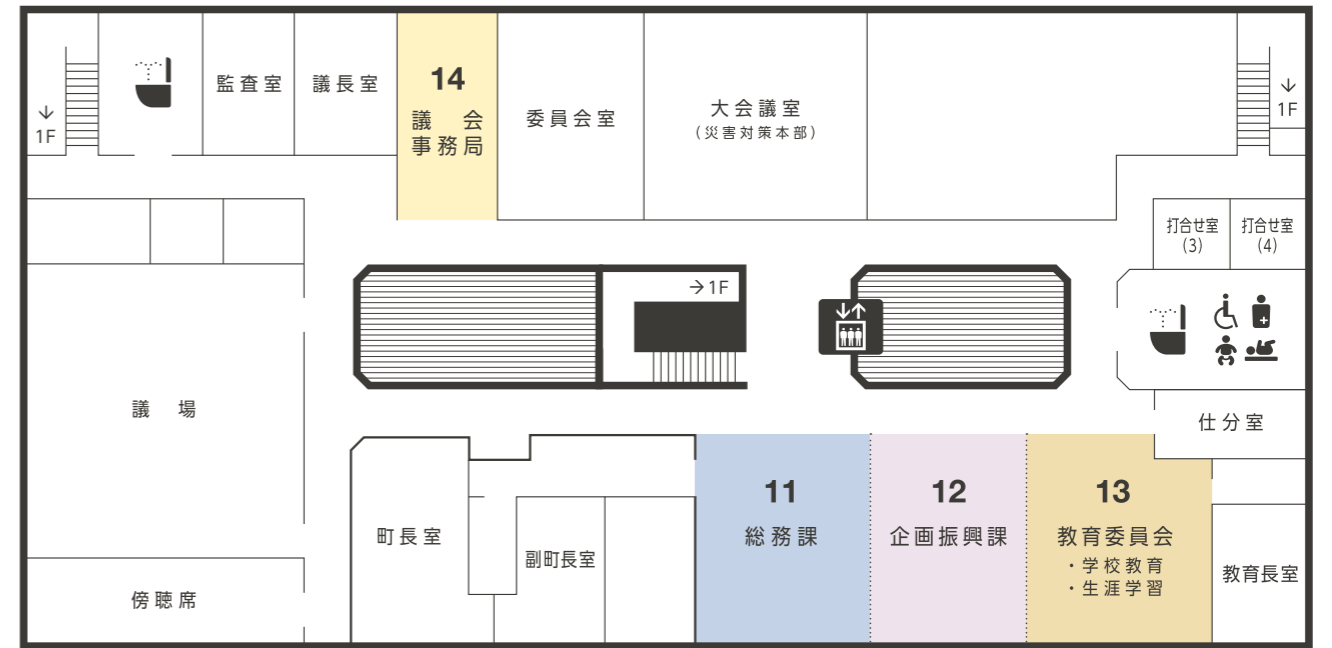 1F
監査室
議長室
14
議　会
事務局
委員会室
大会議室
(災害対策本部)
1F
打合せ室
(3)
打合せ室
(4)
→1F
議　場
仕分室
11
総務課
12
企画振興課
13
教育委員会
・学校教育
・生涯学習
町長室
副町長室
教育長室
傍聴席